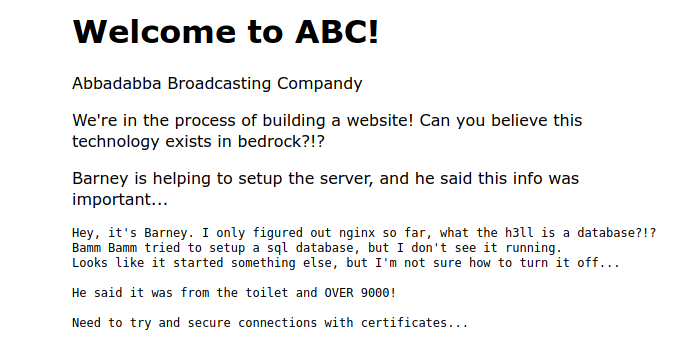 Welcome to ABC!
Abbadabba Broadcasting Compandy
We're in the process of building a website! Can you believe this
technology exists in bedrock?!?
Barney is helping to setup the server, and he said this info was
important...
Hey, it's Barney. I only figured out nginx so far, what the h3ll is a database?!?
Bamm Bamm tried to setup a sql database, but I don't see it running.
Looks like it started something else, but I'm not sure how to turn it off...
He said it was from the toilet and OVER 9000!
Need to try and secure connections with certificates...